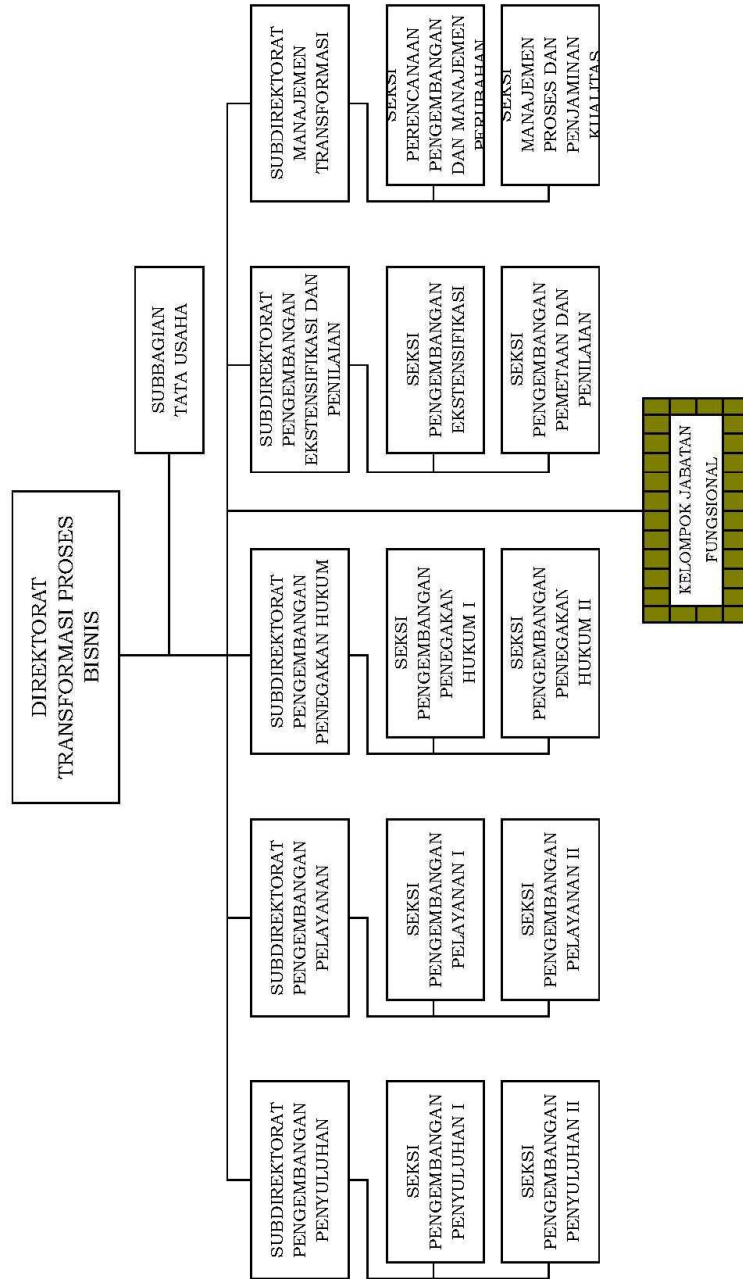 DIREKTORAT
TRANSFORMASI PROSES
BISNIS
SUBBAGIAN
TATA USAHA
SUBDIREKTORAT
PENGEMBANGAN
PENYULUHAN
SUBDIREKTORAT
PENGEMBANGAN
PELAYANAN
SUBDIREKTORAT
PENGEMBANGAN
PENEGAKAN HUKUM
SUBDIREKTORAT
PENGEMBANGAN
EKSTENSIFIKASI DAN
PENILAIAN
SUBDIREKTORAT
MANAJEMEN
TRANSFORMASI
SEKSI
PENGEMBANGAN
PENYULUHAN I
SEKSI
PENGEMBANGAN
PELAYANAN I
SEKSI
PENGEMBANGAN
PENEGAKAN
HUKUM I
SEKSI
PENGEMBANGAN
EKSTENSIFIKASI
SEKSI
PERENCANAAN
PENGEMBANGAN
DAN MANAJEMEN
PERUBAHAN
SEKSI
PENGEMBANGAN
PENYULUHAN II
SEKSI
PENGEMBANGAN
PELAYANAN II
SEKSI
PENGEMBANGAN
PENEGAKAN
HUKUM II
SEKSI
PENGEMBANGAN
PEMETAAN DAN
PENILAIAN
SEKSI
MANAJEMEN
PROSES DAN
PENJAMINAN
KUALITAS
KELOMPOK JABATAN
FUNGSIONAL